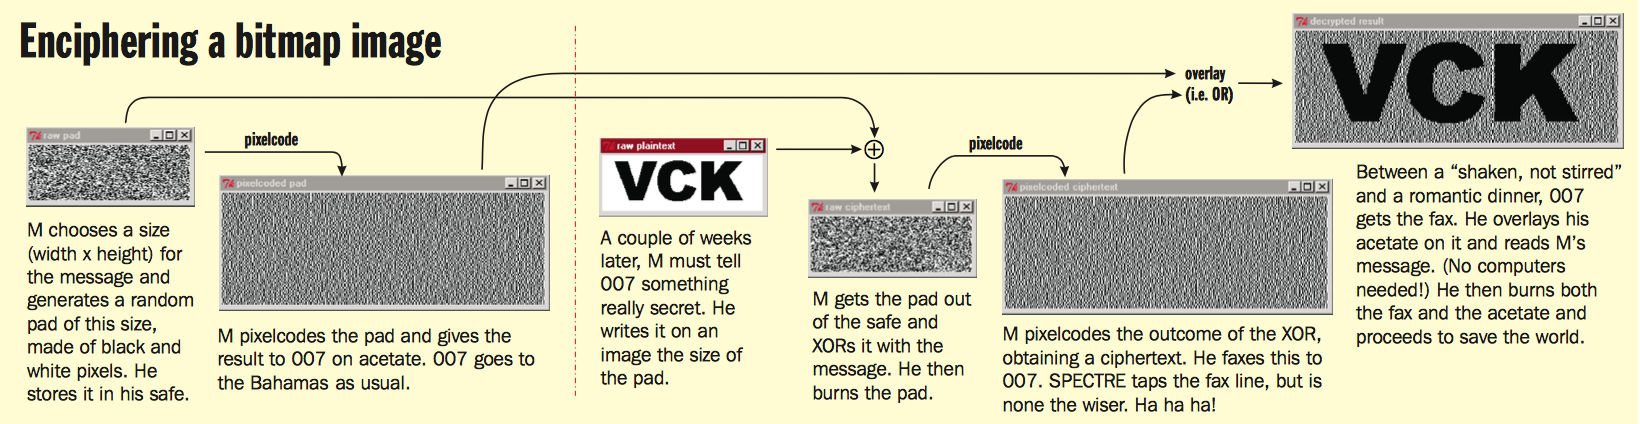 Enciphering a bitmap image
raw pad
pixelcode
M chooses a size
(width x height) for
the message and
generates a random
pad of this size,
made of black and
white pixels. He
stores it in his safe.
pixelcoded pad
M pixelcodes the pad and gives the
result to 007 on acetate. 007 goes to
the Bahamas as usual.
raw plaintext
VCK
A couple of weeks
later, M must tell
007 something
really secret. He
writes it on an
image the size of
the pad.
raw ciphertext
M gets the pad out
of the safe and
XORs it with the
message. He then
burns the pad.
pixelcode
pixelcoded ciphertext
M pixelcodes the outcome of the XOR,
obtaining a ciphertext. He faxes this to
007. SPECTRE taps the fax line, but is
none the wiser. Ha ha ha!
overlay
(i.e. OR)
decrypted result
VCK
Between a “shaken, not stirred”
and a romantic dinner, 007
gets the fax. He overlays his
acetate on it and reads M’s
message. (No computers
needed!) He then burns both
the fax and the acetate and
proceeds to save the world.